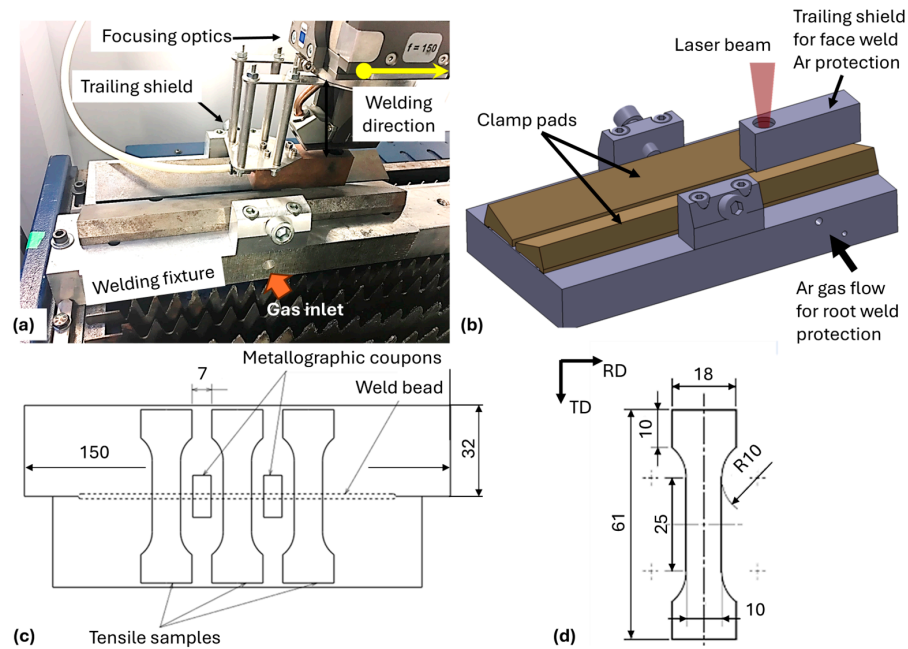 Focusing optics
f = 150
Trailing shield
Welding
direction
Welding fixture
Gas inlet
(a)
Trailing shield
for face weld
Ar protection
Laser beam
Clamp pads
Ar gas flow
for root weld
protection
(b)
Metallographic coupons
7
Weld bead
150
32
Tensile samples
(c)
RD
TD
18
10
R10
61
25
10
(d)